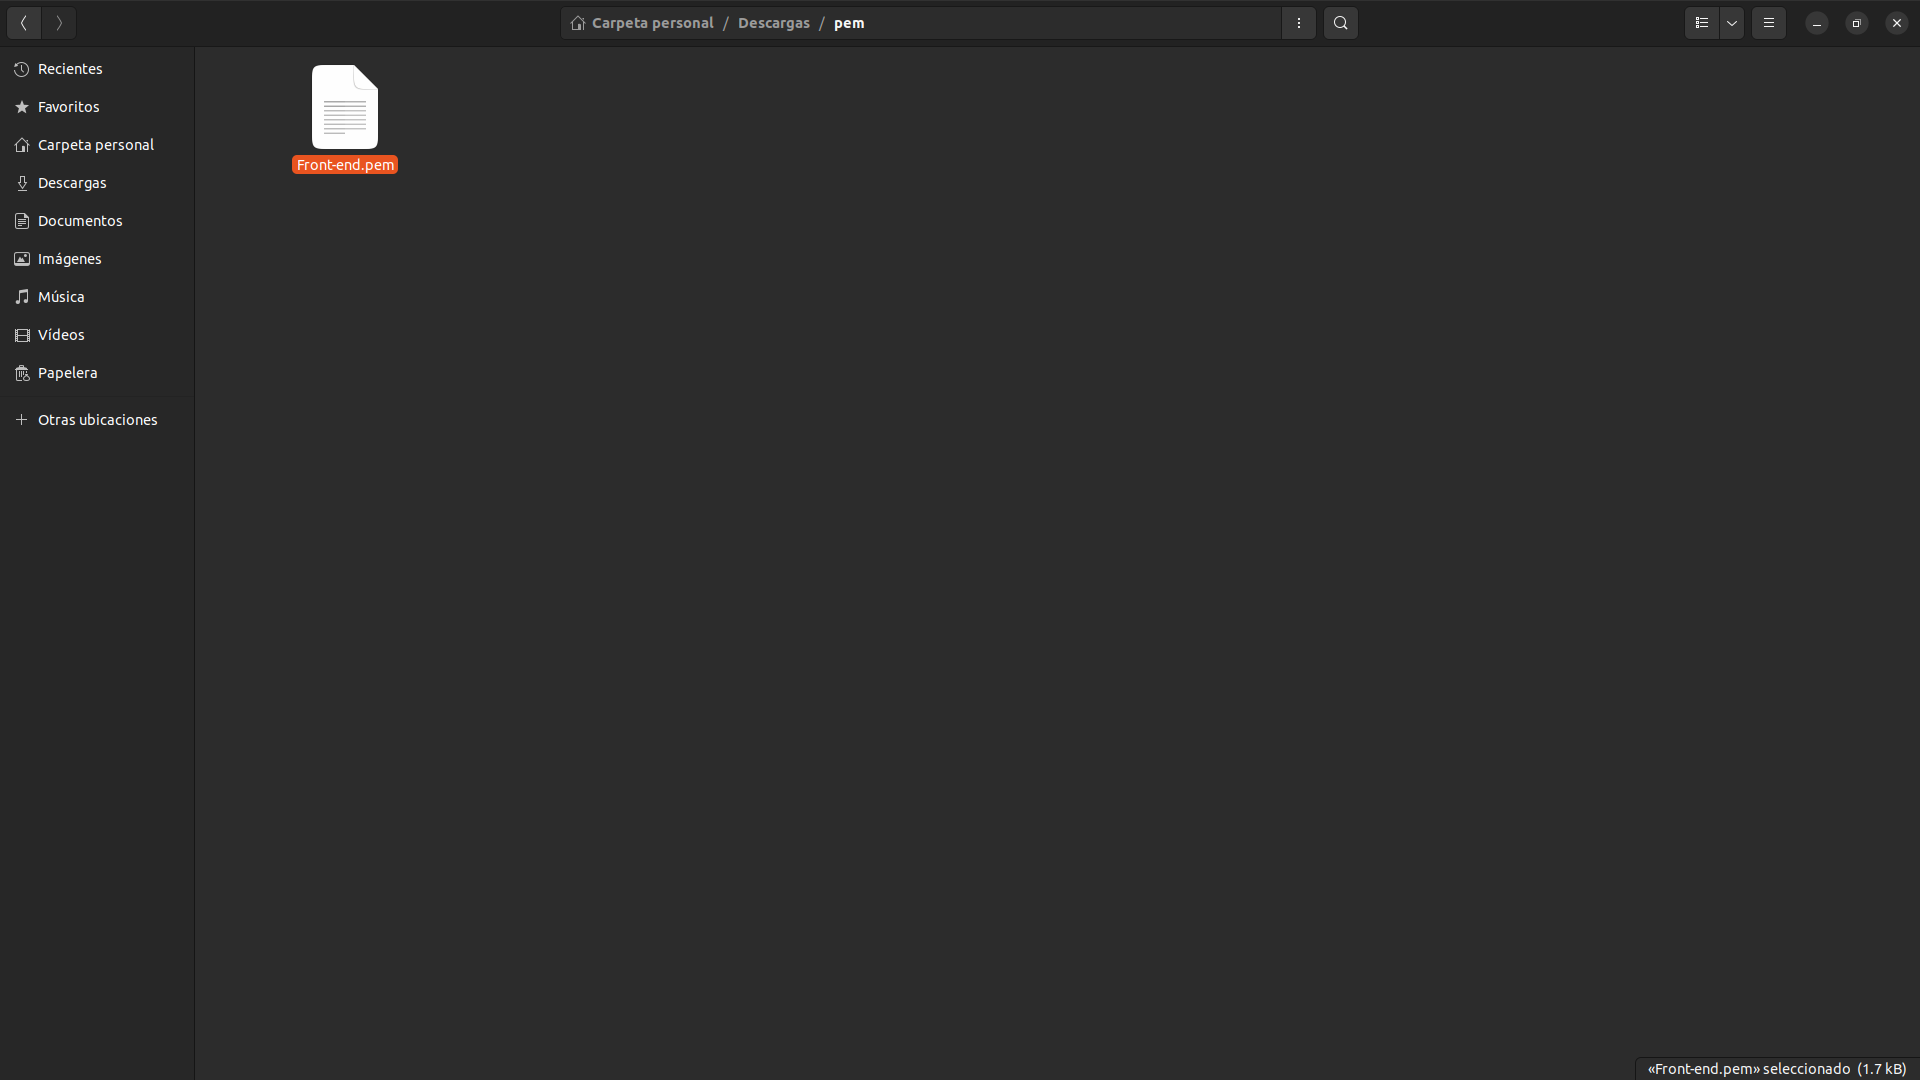 Carpeta personal / Descargas / pem
Recientes
Favoritos
Carpeta personal
Descargas
Documentos
Imágenes
Música
Vídeos
Papelera
Otras ubicaciones
Front-end.pem
«Front-end.pem» seleccionado (1.7 kB)